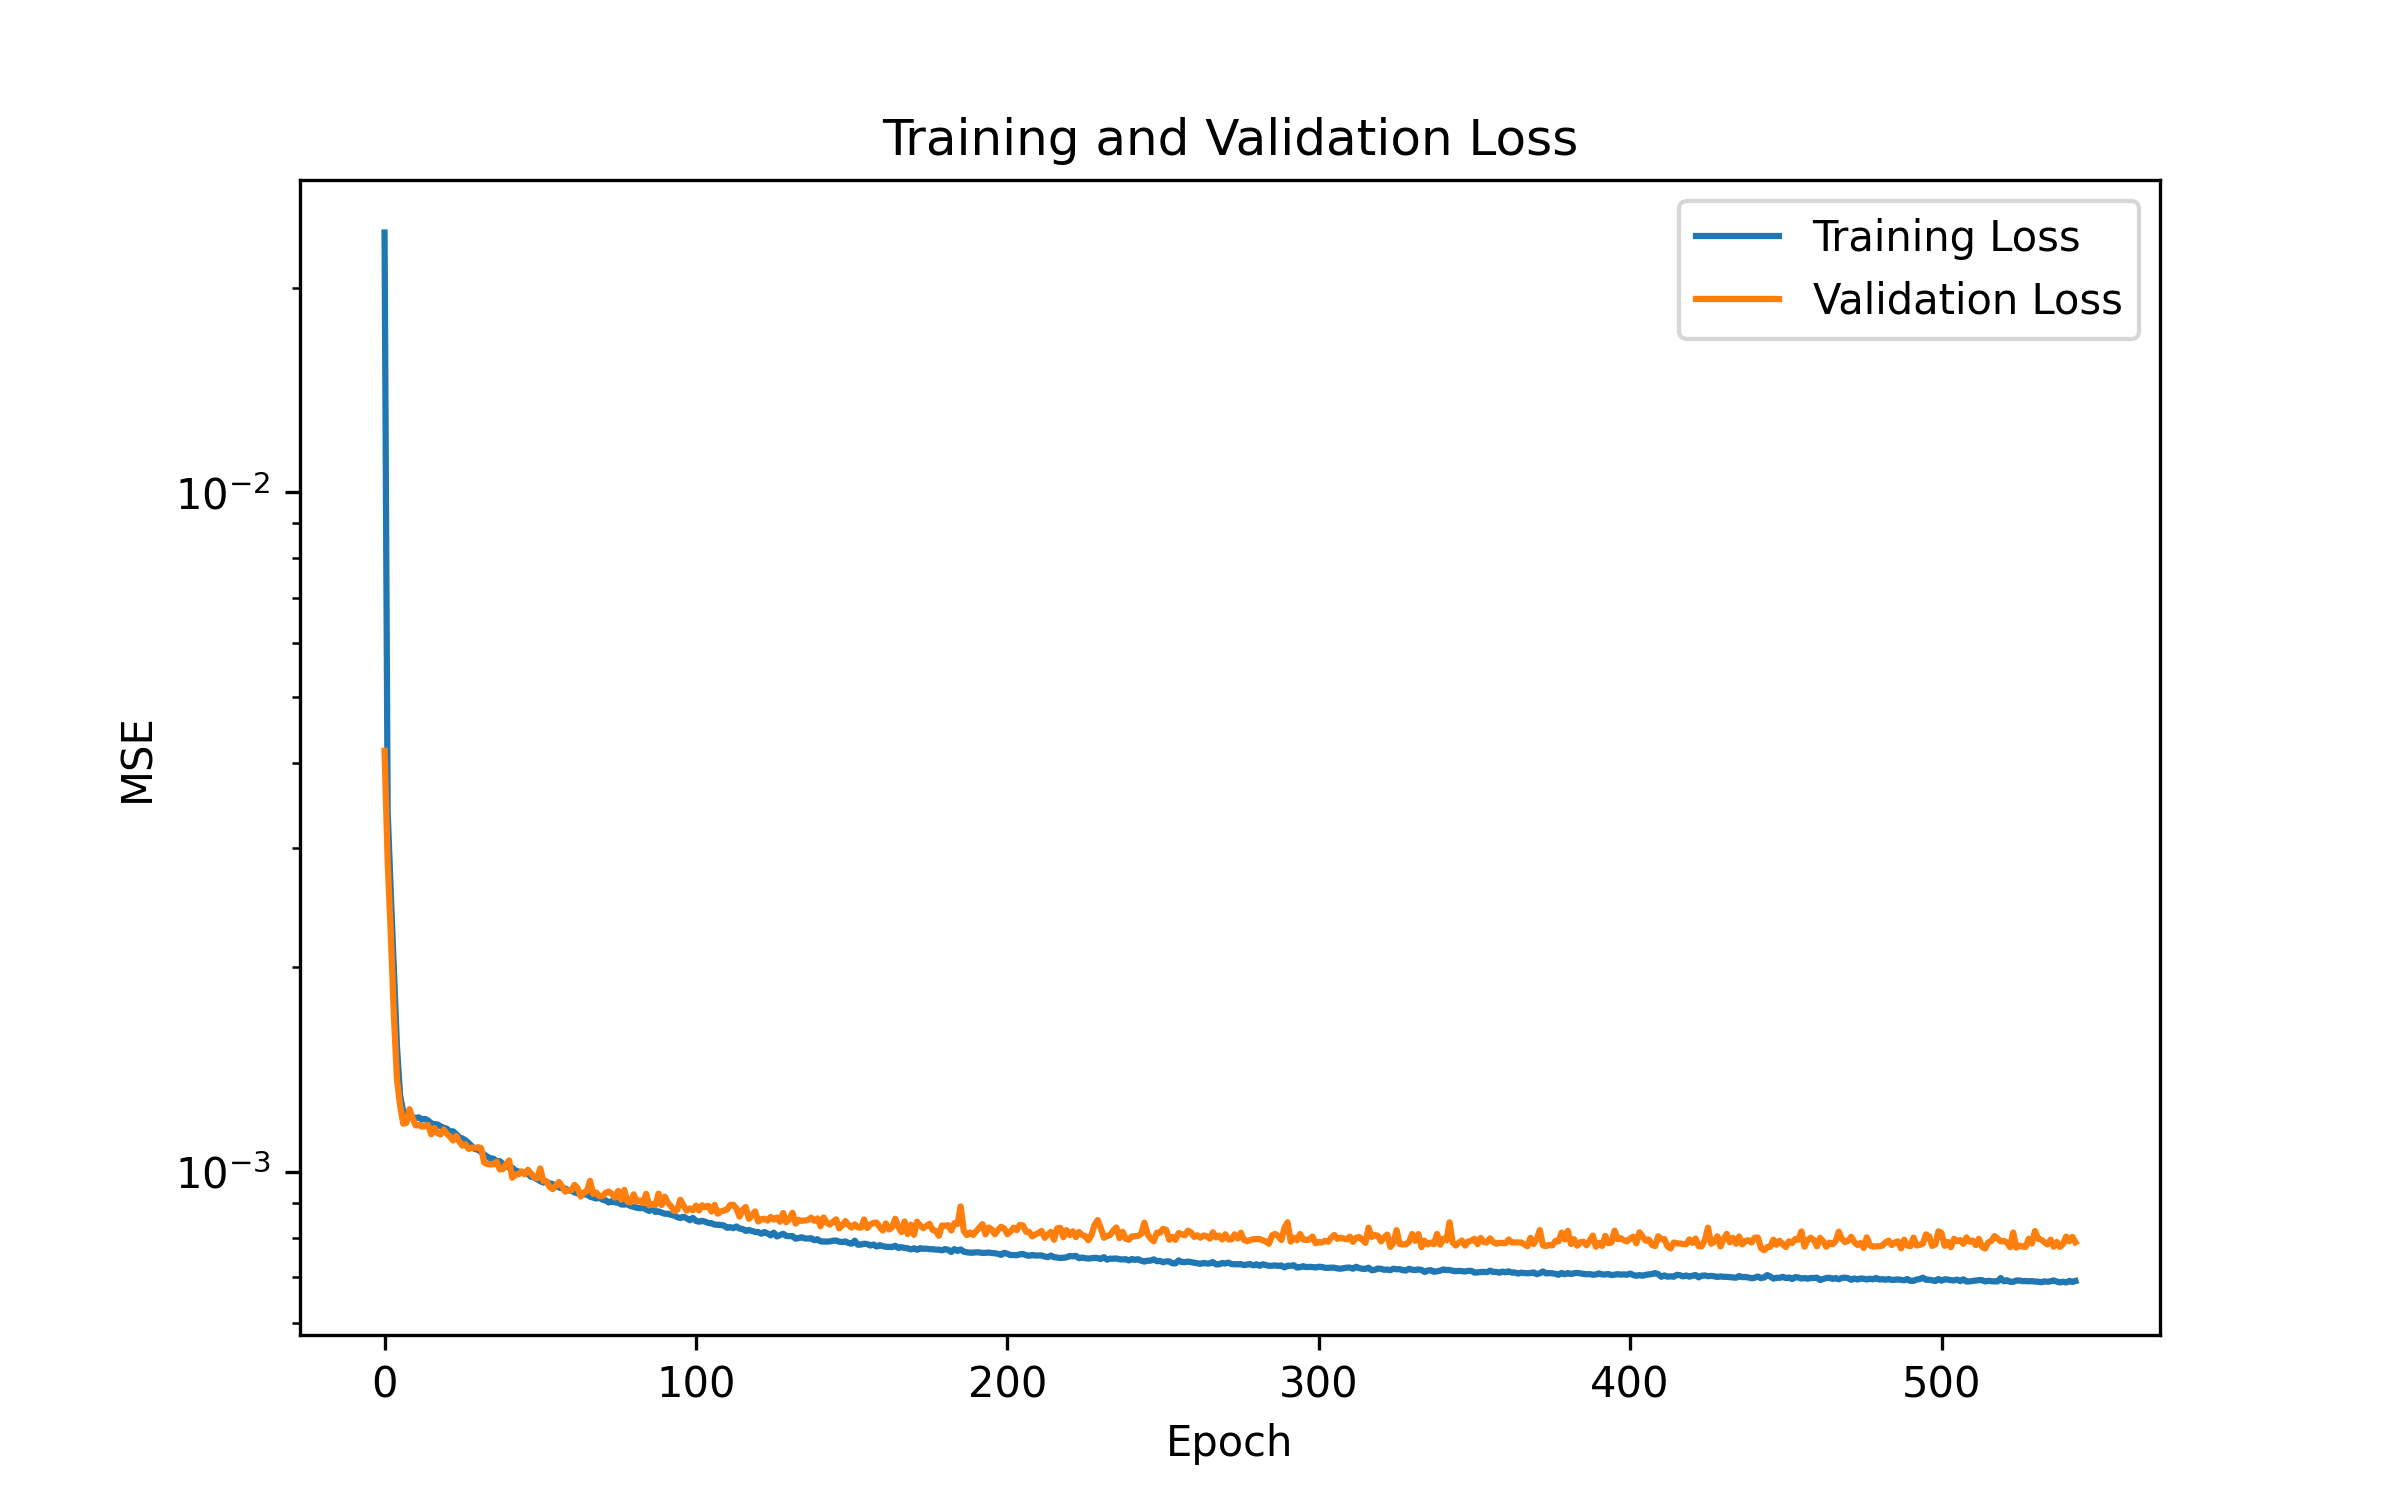 Training and Validation Loss
Training Loss
Validation Loss
10⁻²
10⁻³
MSE
0 100 200 300 400 500
Epoch